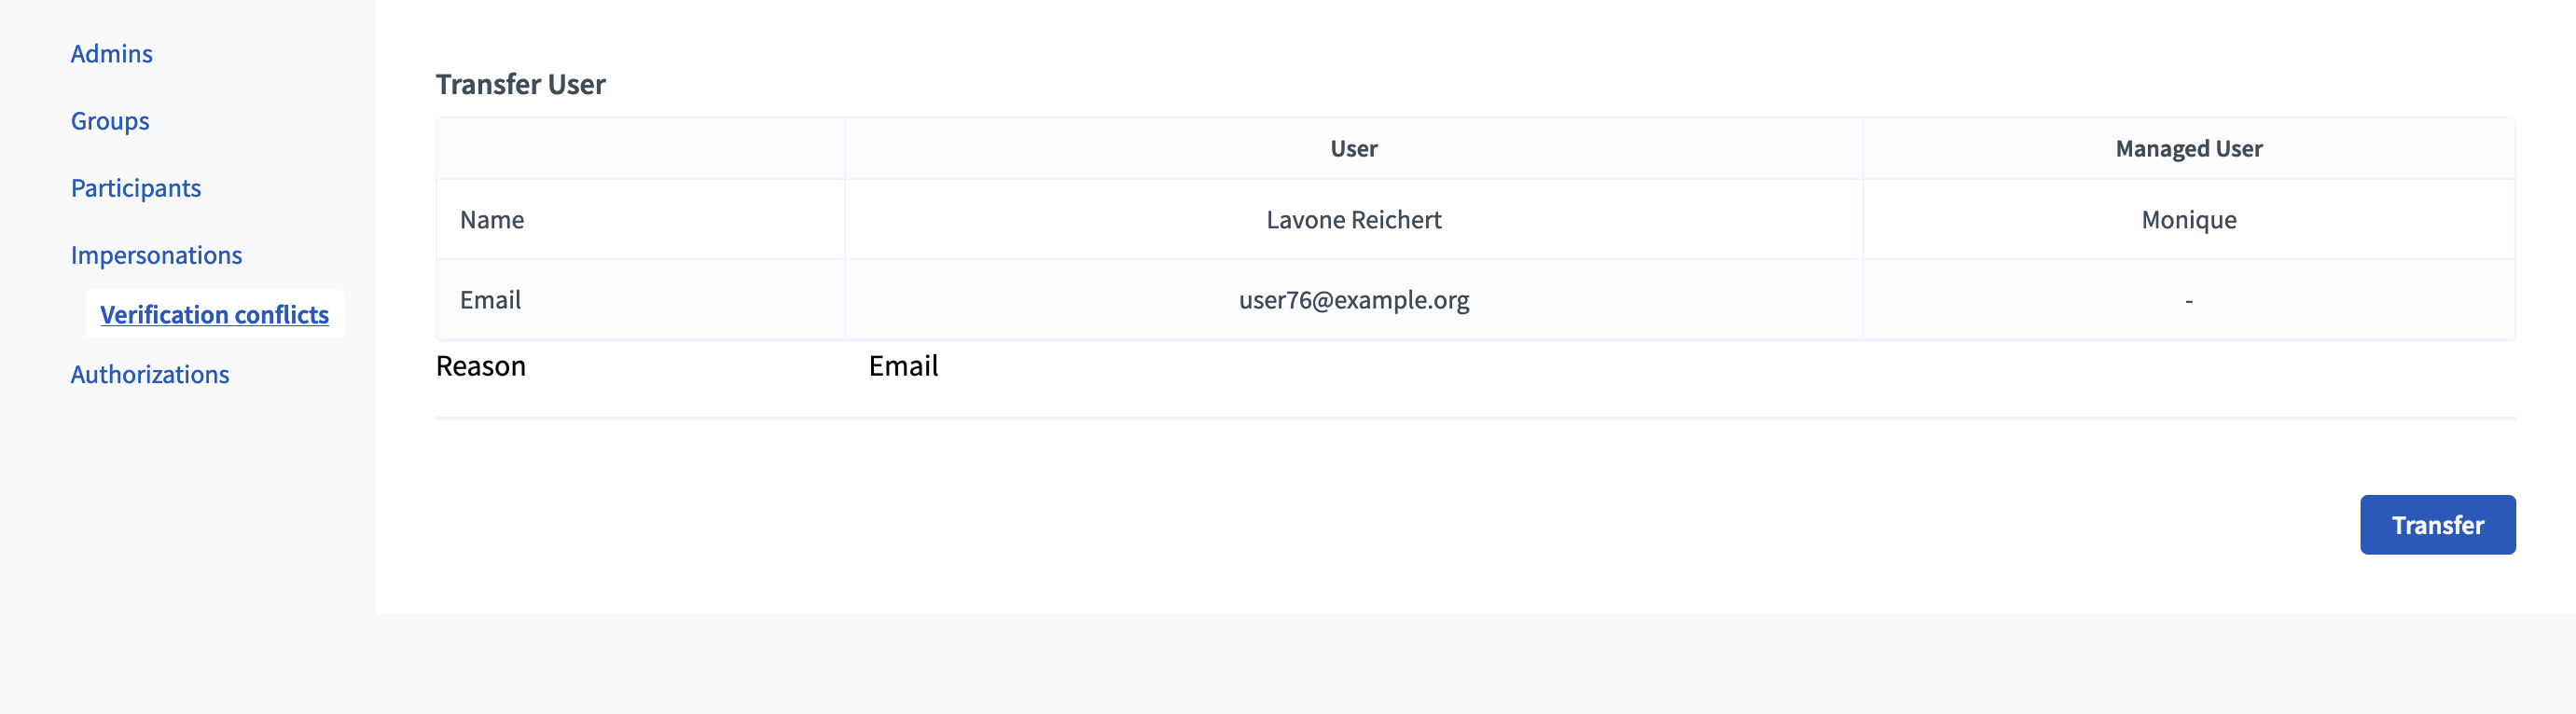 Admins
Groups
Participants
Impersonations
Verification conflicts
Authorizations
Transfer User
User Managed User
Name Lavone Reichert Monique
Email user76@example.org -
Reason Email
Transfer